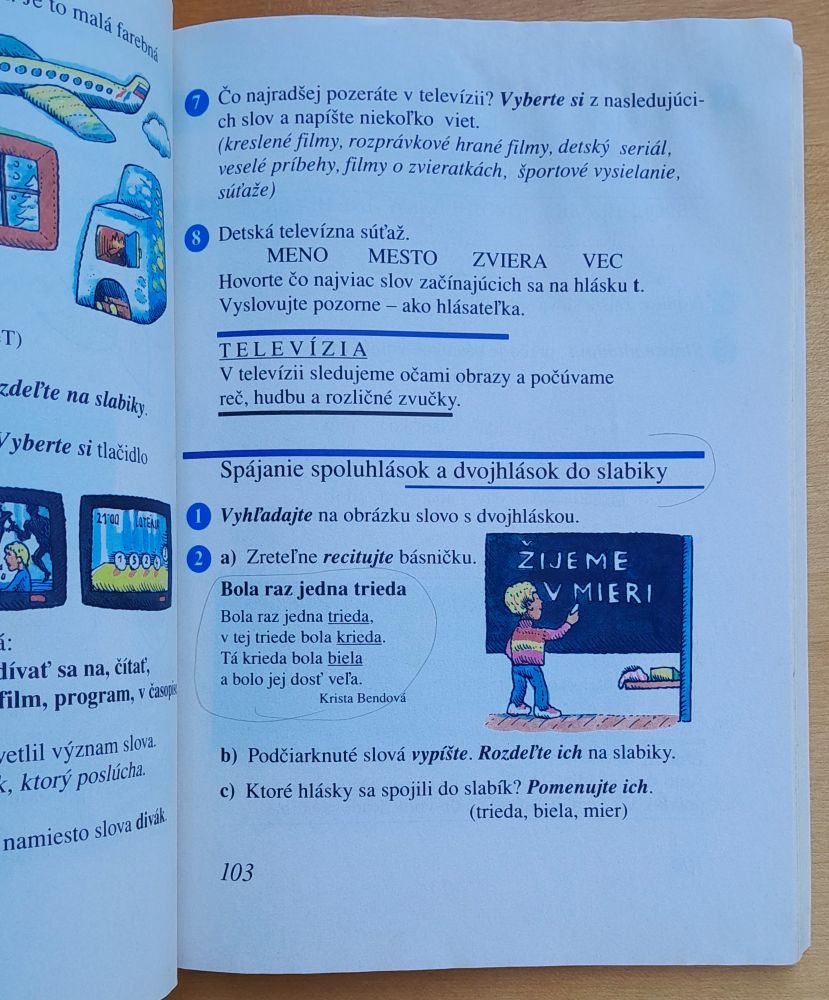 to malá farebná
T)
zdeľte na slabiky.
Vyberte si tlačidlo
21:00
á:
dívať sa na, čítať,
film, program, v časopise
vetlil význam slova.
k, ktorý poslúcha.
namiesto slova divák.
7 Čo najradšej pozeráte v televízii? Vyberte si z nasledujúci-
ch slov a napíšte niekoľko viet.
(kreslené filmy, rozprávkové hrané filmy, detský seriál,
veselé príbehy, filmy o zvieratkách, športové vysielanie,
súťaže)
8 Detská televízna súťaž.
MENO MESTO ZVIERA VEC
Hovorte čo najviac slov začínajúcich sa na hlásku t.
Vyslovujte pozorne – ako hlásateľka.
TELEVÍZIA
V televízii sledujeme očami obrazy a počúvame
reč, hudbu a rozličné zvučky.
Spájanie spoluhlások a dvojhlások do slabiky
1 Vyhľadajte na obrázku slovo s dvojhláskou.
2 a) Zreteľne recitujte básničku.
Bola raz jedna trieda
Bola raz jedna trieda,
v tej triede bola krieda.
Tá krieda bola biela
a bolo jej dosť veľa.
Krista Bendová
ŽIJEME
V MIERI
b) Podčiarknuté slová vypíšte. Rozdeľte ich na slabiky.
c) Ktoré hlásky sa spojili do slabík? Pomenujte ich.
(trieda, biela, mier)
103